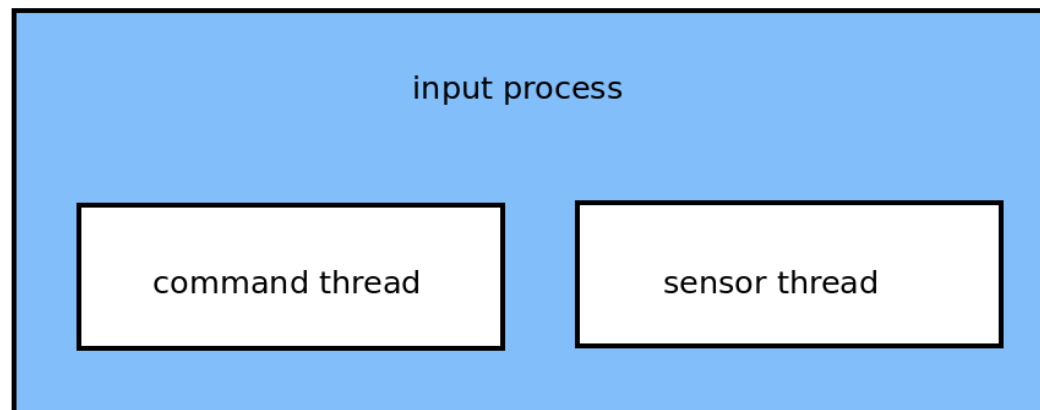 input process
command thread
sensor thread